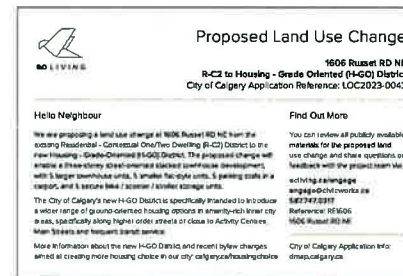 Proposed Land Use Change
1606 Russet RD NE
R-C2 to Housing - Grade Oriented (H-GO) District
City of Calgary Application Reference: LOC2023-0043
LIVING
Hello Neighbour
Find Out More
We are proposing a land use change at 1606 Russet RD NE from the
existing Residential - Contextual One/Two Dwelling (R-C2) District to the
new Housing - Grade-Oriented (H-GO) District. The proposed change will
enable a three-storey street-oriented stacked townhouse development,
with 5 larger townhouse units, 5 smaller flat-style units, 5 parking stalls in a
carport, and 5 secure bike / scooter / stroller storage units.
You can review all publicly available
materials for the proposed land
use change and share questions or
feedback with the project team
engage@civicworks.ca
587.747.0317
Reference: RE1606
1606 Russet RD NE
The City of Calgary's new H-GO District is specifically intended to introduce
a wider range of ground-oriented housing options in amenity-rich inner city
areas, specifically along higher order streets or close to Activity Centres,
Main Streets and frequent transit service.
More information about the new H-GO District and recent bylaw changes
aimed at creating more housing choice in our city: calgary.ca/housingchoice
City of Calgary Application Info:
dmap.calgary.ca